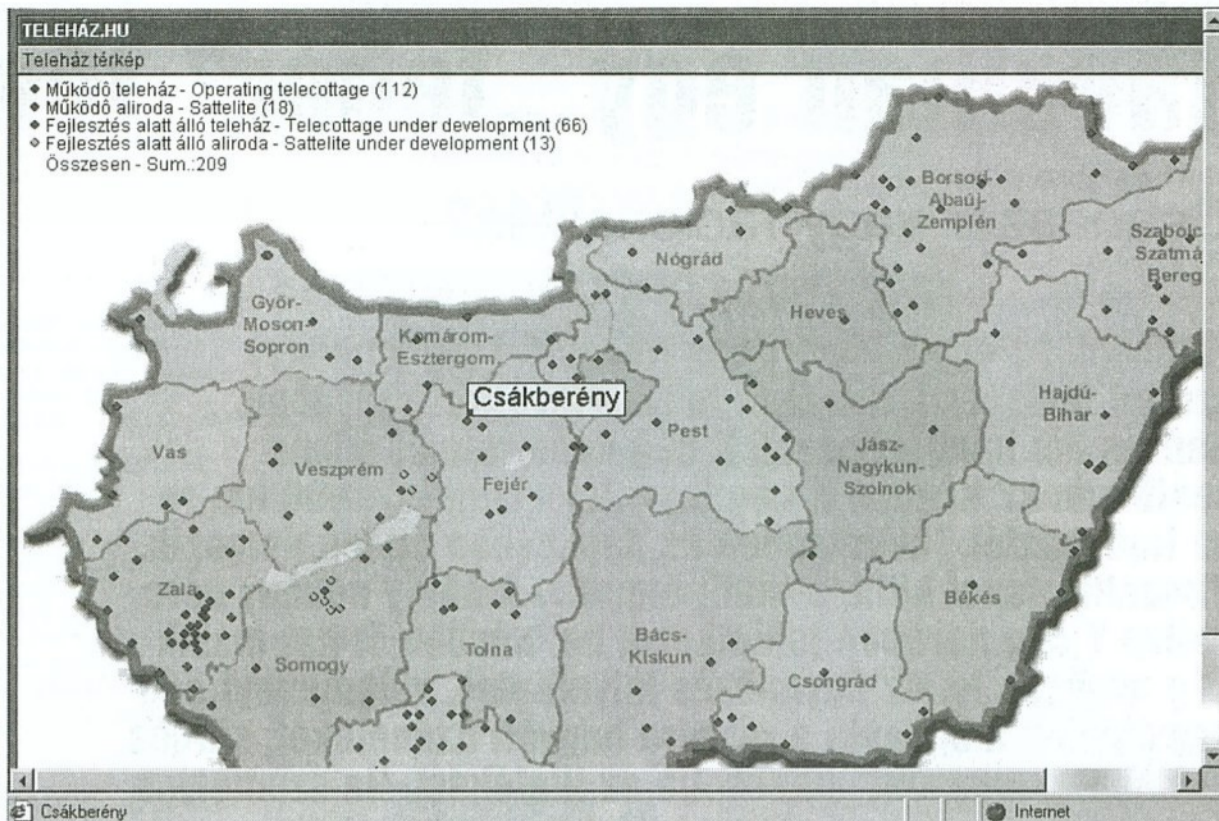 TELEHÁZ.HU
Teleház térkép
Működô teleház - Operating telecottage (112)
Működô aliroda - Sattelite (18)
Fejlesztés alatt álló teleház - Telecottage under development (66)
Fejlesztés alatt álló aliroda - Sattelite under development (13)
Összesen - Sum.:209
Borsod-
Abaúj-
Zemplén
Szabolc
Szatmá
Bereg
Nógrád
Győr-
Moson-
Sopron
Heves
Komárom-
Esztergom
Csákberény
Hajdú-
Bihar
Pest
Vas
Veszprém
Fejér
Jász-
Nagykun-
Szolnok
Zala
Békés
Somogy
Tolna
Bács-
Kiskun
Csongrád
Csákberény
Internet